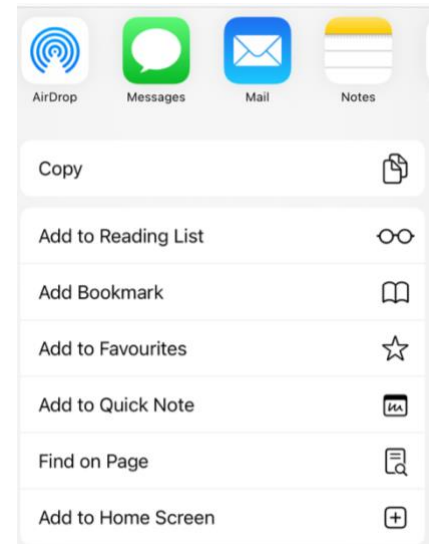 AirDrop Messages Mail Notes
Copy
Add to Reading List
Add Bookmark
Add to Favourites
Add to Quick Note
Find on Page
Add to Home Screen